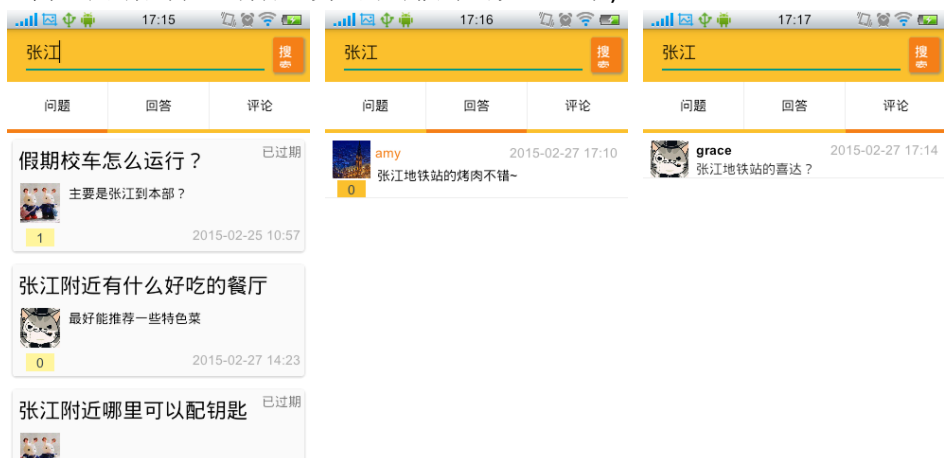 17:15
张江
搜索
问题 回答 评论
假期校车怎么运行？ 已过期
主要是张江到本部？
1 2015-02-25 10:57
张江附近有什么好吃的餐厅
最好能推荐一些特色菜
0 2015-02-27 14:23
张江附近哪里可以配钥匙 已过期
17:16
张江
搜索
问题 回答 评论
amy 2015-02-27 17:10
张江地铁站的烤肉不错~
0
17:17
张江
搜索
问题 回答 评论
grace 2015-02-27 17:14
张江地铁站的喜达？